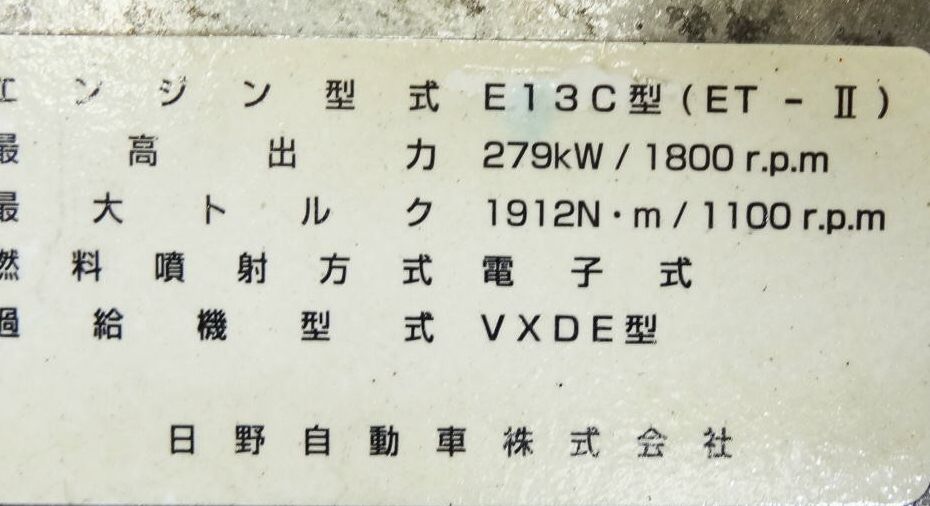 エンジン型式 E13C型(ET-Ⅱ)
最高出力 279kW/1800r.p.m
最大トルク 1912N・m/1100r.p.m
燃料噴射方式 電子式
過給機型式 VXDE型
日野自動車株式会社